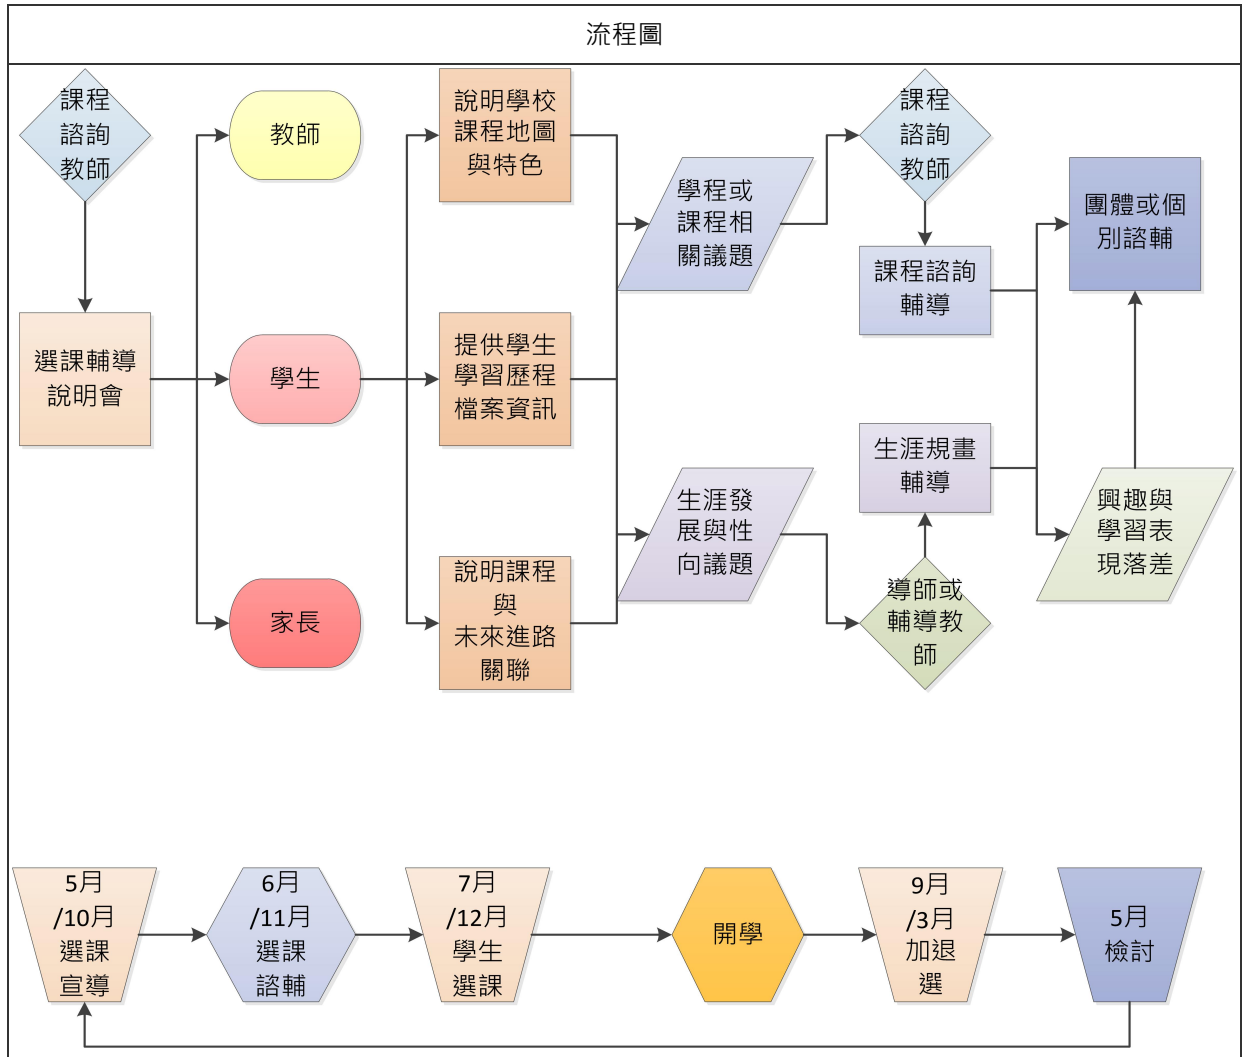 流程圖
課程
諮詢
教師
選課輔導
說明會
教師
學生
家長
說明學校
課程地圖
與特色
提供學生
學習歷程
檔案資訊
說明課程
與
未來進路
關聯
學程或
課程相
關議題
生涯發
展與性
向議題
課程
諮詢
教師
課程諮詢
輔導
生涯規畫
輔導
導師或
輔導教
師
團體或個
別諮輔
興趣與
學習表
現落差
5月
/10月
選課
宣導
6月
/11月
選課
諮輔
7月
/12月
學生
選課
開學
9月
/3月
加退
選
5月
檢討